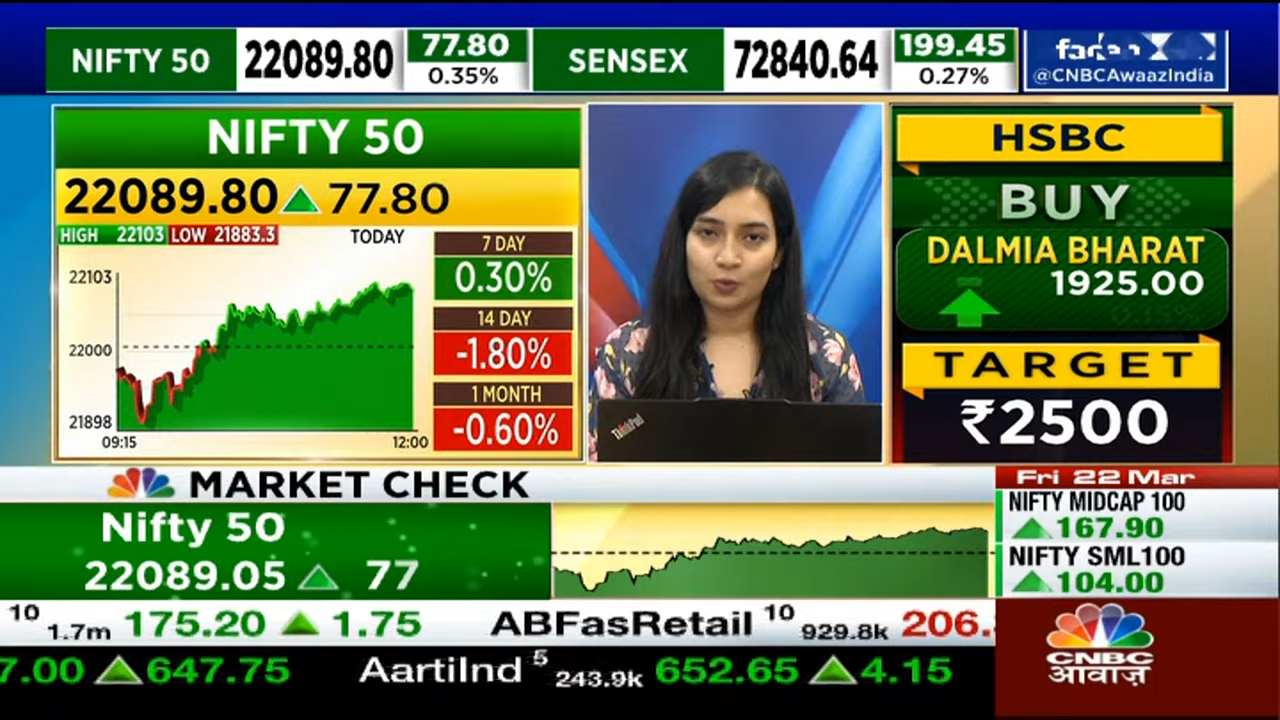 NIFTY 50 22089.80 77.80 0.35% SENSEX 72840.64 199.45 0.27%
@CNBCAwaazIndia
NIFTY 50
22089.80 ▲ 77.80
HIGH 22103 LOW 21883.3 TODAY
22103
22000
21898
09:15 12:00
7 DAY
0.30%
14 DAY
-1.80%
1 MONTH
-0.60%
ThinkPad
HSBC
BUY
DALMIA BHARAT
1925.00
TARGET
₹2500
MARKET CHECK
Nifty 50
22089.05 ▲ 77
Fri 22 Mar
NIFTY MIDCAP 100
▲ 167.90
NIFTY SML100
▲ 104.00
10 1.7m 175.20 ▲ 1.75 ABFasRetail 10 929.8k 206.
7.00 ▲ 647.75 AartiInd 5 243.9k 652.65 ▲ 4.15
CNBC
आवाज़